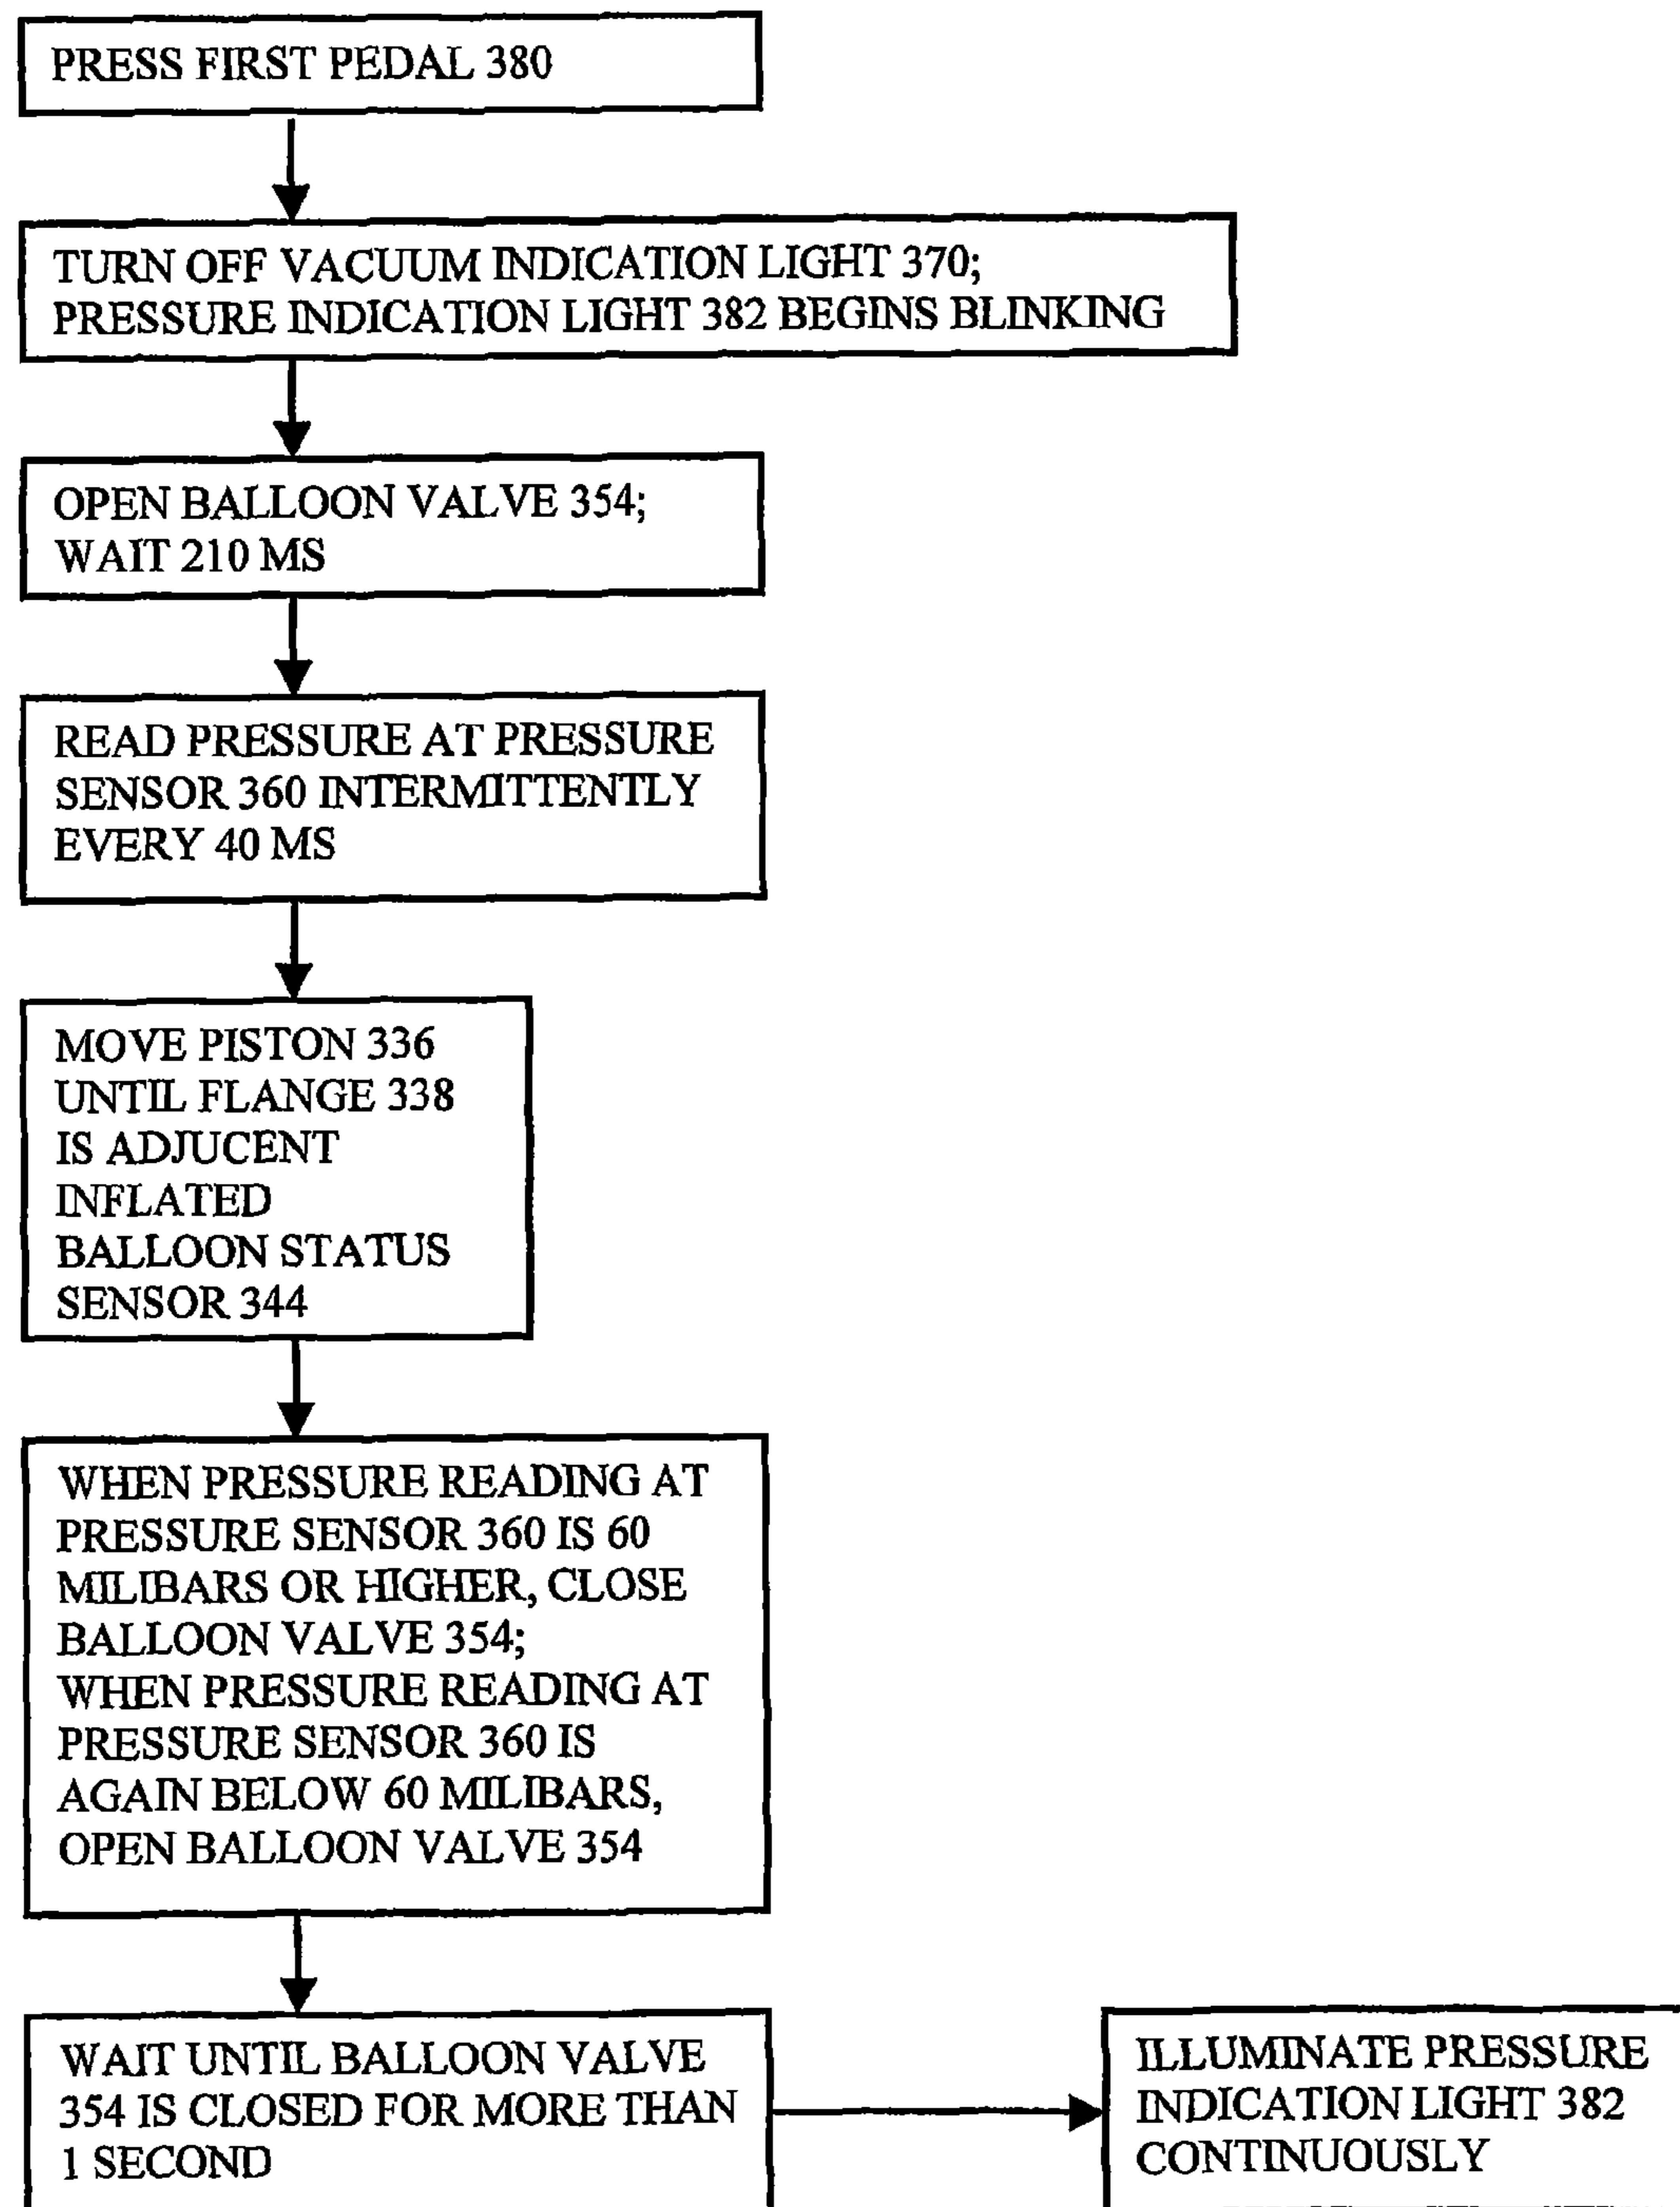 PRESS FIRST PEDAL 380
TURN OFF VACUUM INDICATION LIGHT 370;
PRESSURE INDICATION LIGHT 382 BEGINS BLINKING
OPEN BALLOON VALVE 354;
WAIT 210 MS
READ PRESSURE AT PRESSURE
SENSOR 360 INTERMITTENTLY
EVERY 40 MS
MOVE PISTON 336
UNTIL FLANGE 338
IS ADJUCENT
INFLATED
BALLOON STATUS
SENSOR 344
WHEN PRESSURE READING AT
PRESSURE SENSOR 360 IS 60
MILIBARS OR HIGHER, CLOSE
BALLOON VALVE 354;
WHEN PRESSURE READING AT
PRESSURE SENSOR 360 IS
AGAIN BELOW 60 MILIBARS,
OPEN BALLOON VALVE 354
WAIT UNTIL BALLOON VALVE
354 IS CLOSED FOR MORE THAN
1 SECOND
ILLUMINATE PRESSURE
INDICATION LIGHT 382
CONTINUOUSLY